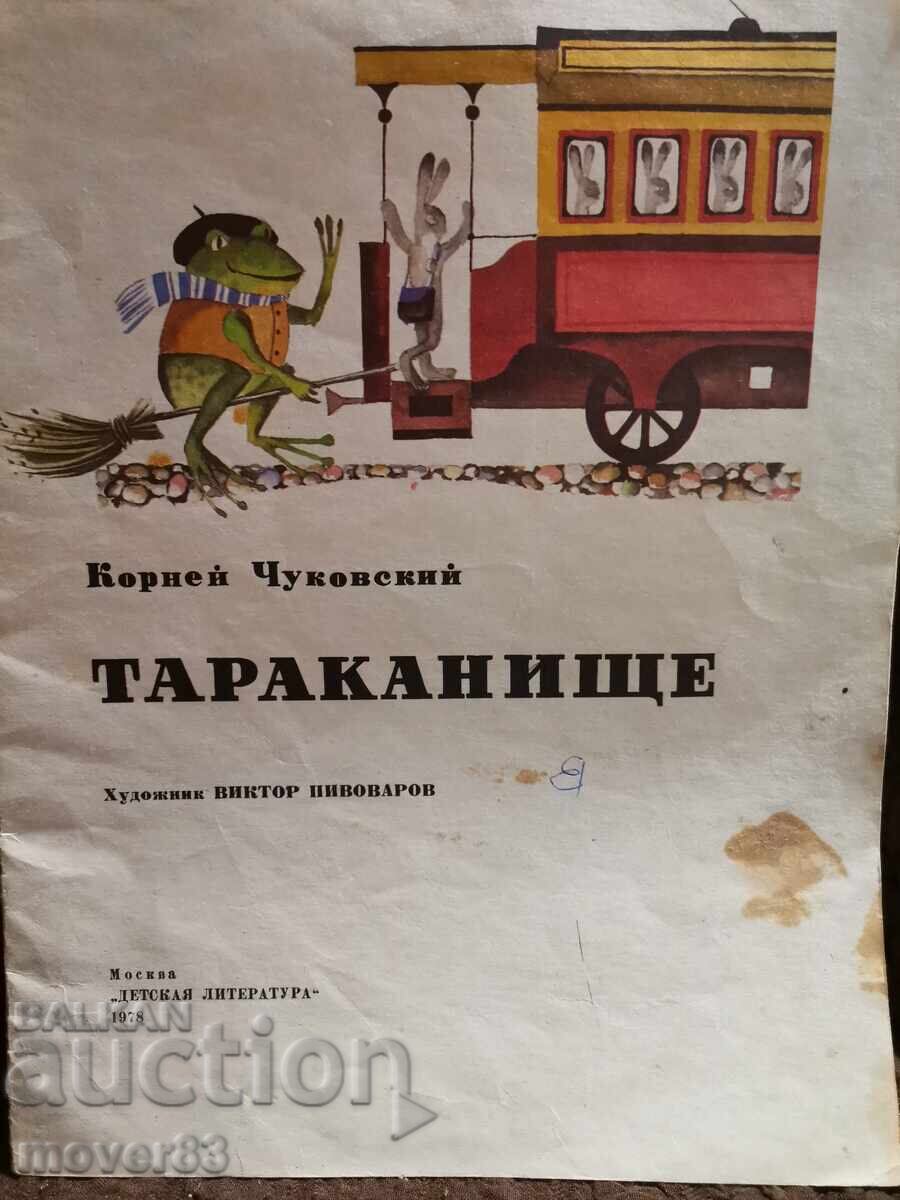 Корней Чуковский
ТАРАКАНИЩЕ
Художник ВИКТОР ПИВОВАРОВ
Москва
„ДЕТСКАЯ ЛИТЕРАТУРА“
1978
BALKAN
auction
mover83